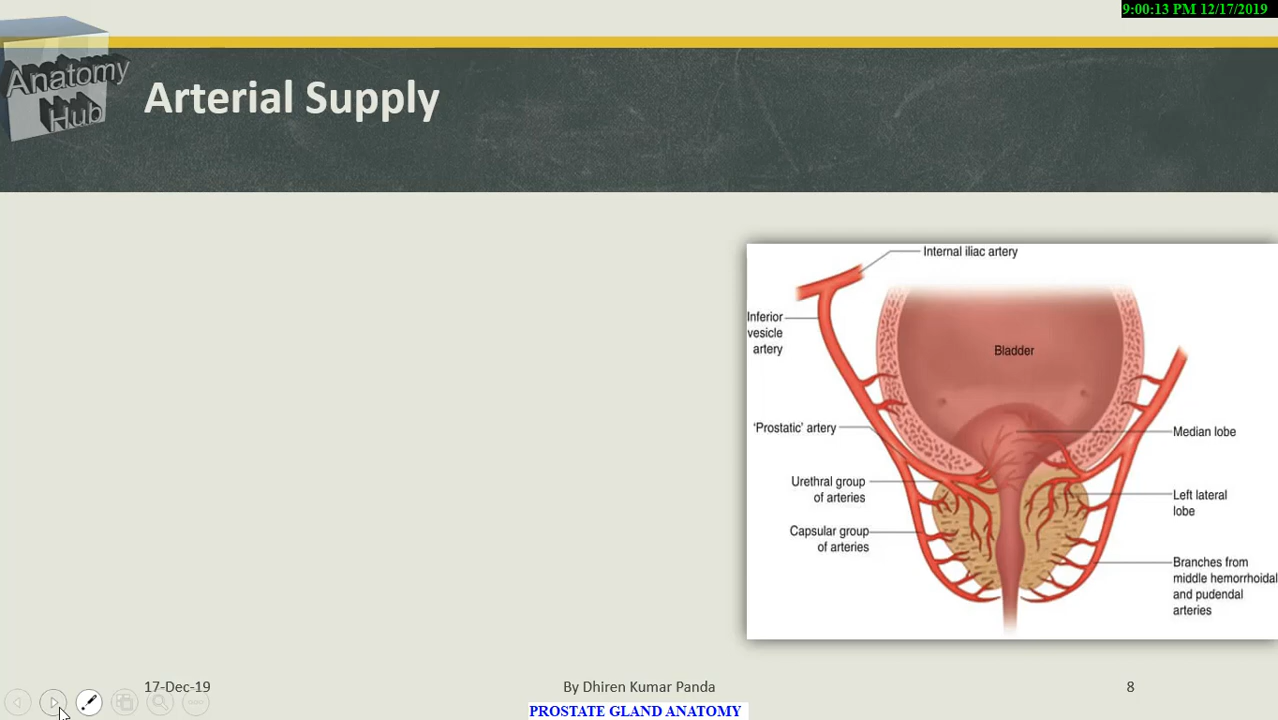 9:00:13 PM 12/17/2019
Anatomy
Hub
Arterial Supply
Internal iliac artery
Inferior
vesicle
artery
Bladder
'Prostatic' artery
Median lobe
Urethral group
of arteries
Left lateral
lobe
Capsular group
of arteries
Branches from
middle hemorrhoidal
and pudendal
arteries
17-Dec-19
By Dhiren Kumar Panda
8
PROSTATE GLAND ANATOMY